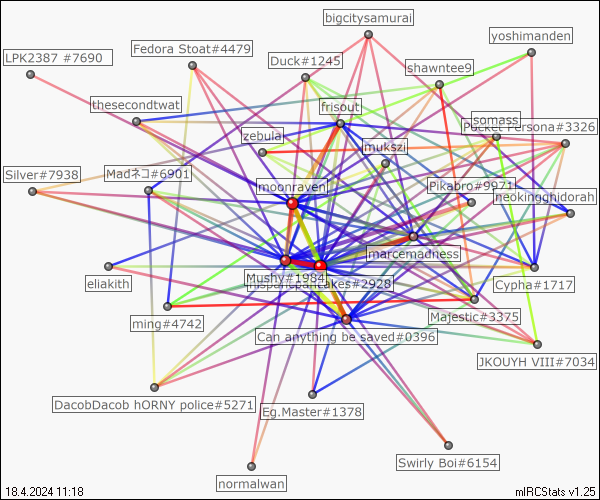 bigcitysamurai
yoshimanden
Fedora Stoat#4479
LPK2387 #7690
Duck#1245
shawntee9
thesecondtwat
frisout
somass
Pocket Persona#3326
zebula
mukszi
Silver#7938
Madネコ#6901
moonraven
Pikabro#9971
neokingghidorah
marcemadness
Mushy#1984
#2928
eliakith
Cypha#1717
ming#4742
Majestic#3375
Can anything be saved#0396
JKOUYH VIII#7034
DacobDacob hORNY police#5271
Eg.Master#1378
Swirly Boi#6154
normalwan
18.4.2024 11:18
mIRCStats v1.25